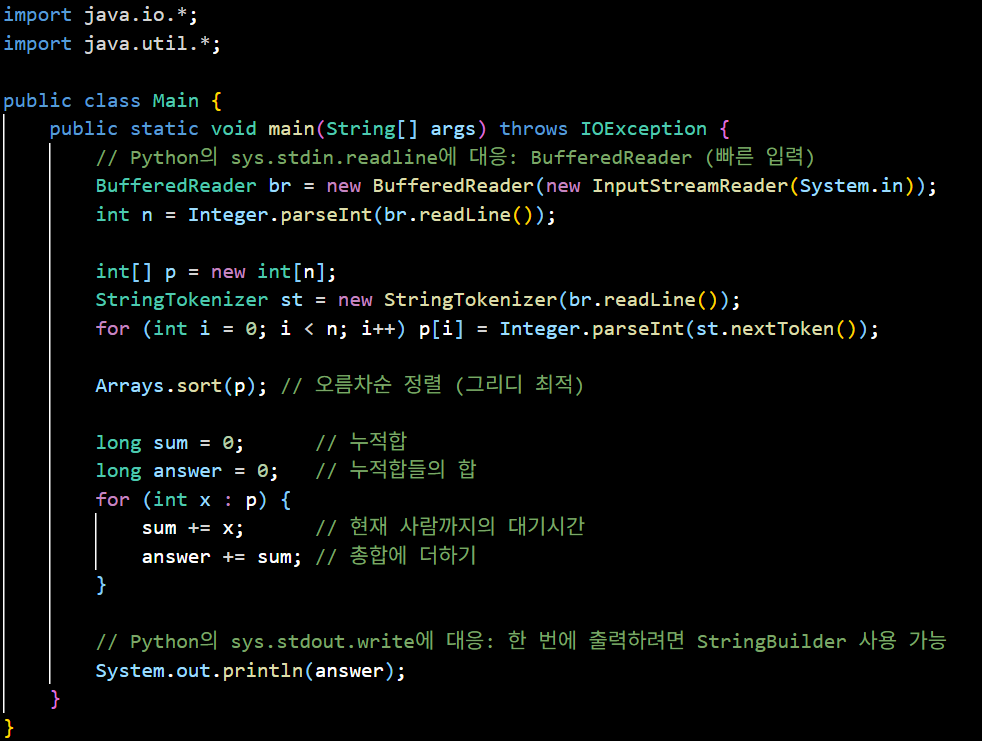 import java.io.*;
import java.util.*;
public class Main {
public static void main(String[] args) throws IOException {
// Python의 sys.stdin.readline에 대응: BufferedReader (빠른 입력)
BufferedReader br = new BufferedReader(new InputStreamReader(System.in));
int n = Integer.parseInt(br.readLine());
int[] p = new int[n];
StringTokenizer st = new StringTokenizer(br.readLine());
for (int i = 0; i < n; i++) p[i] = Integer.parseInt(st.nextToken());
Arrays.sort(p); // 오름차순 정렬 (그리디 최적)
long sum = 0; // 누적합
long answer = 0; // 누적합들의 합
for (int x : p) {
sum += x; // 현재 사람까지의 대기시간
answer += sum; // 총합에 더하기
}
// Python의 sys.stdout.write에 대응: 한 번에 출력하려면 StringBuilder 사용 가능
System.out.println(answer);
}
}